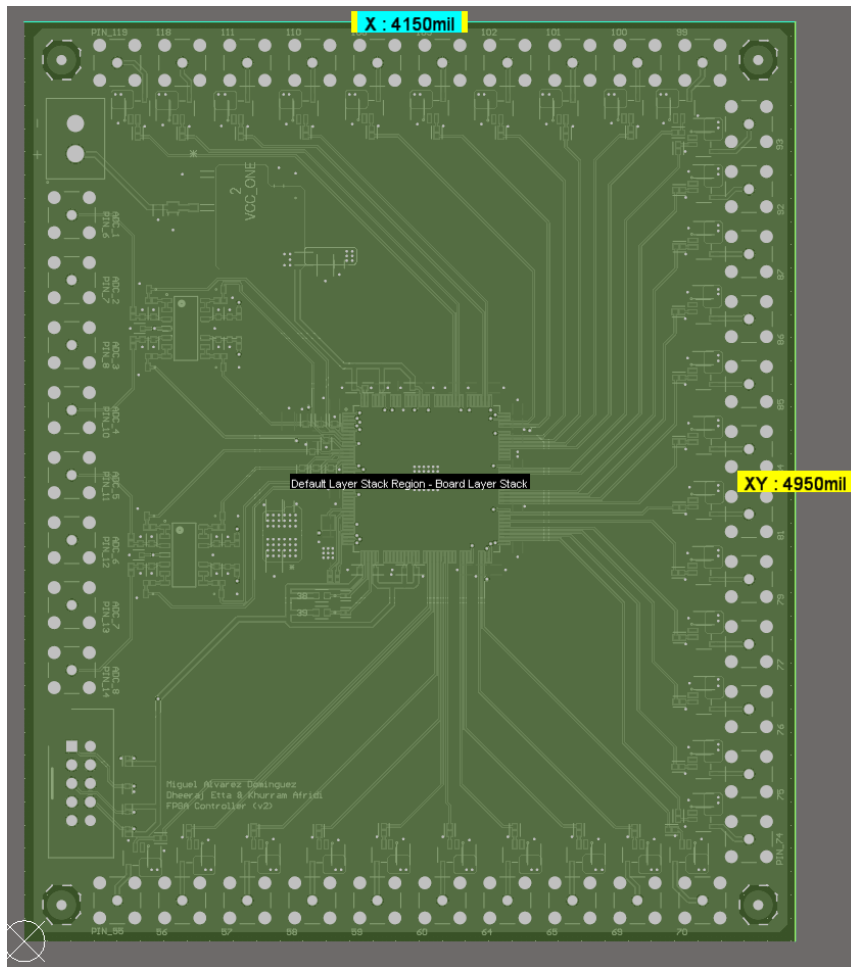 X : 4150mil
PIN_119
118
111
110
102
101
100
99
93
92
87
86
85
XY : 4950mil
81
79
77
76
75
PIN_74
-
+
*
2
VCC_ONE
ADC_1
PIN_6
ADC_2
PIN_7
ADC_3
PIN_8
ADC_4
PIN_10
ADC_5
PIN_11
ADC_6
PIN_12
ADC_7
PIN_13
ADC_8
PIN_14
Default Layer Stack Region - Board Layer Stack
38
39
Miguel Alvarez Dominguez
Dheeraj Etta & Khurram Afridi
FPGA Controller (v2)
PIN_55
56
57
58
60
64
65
69
70